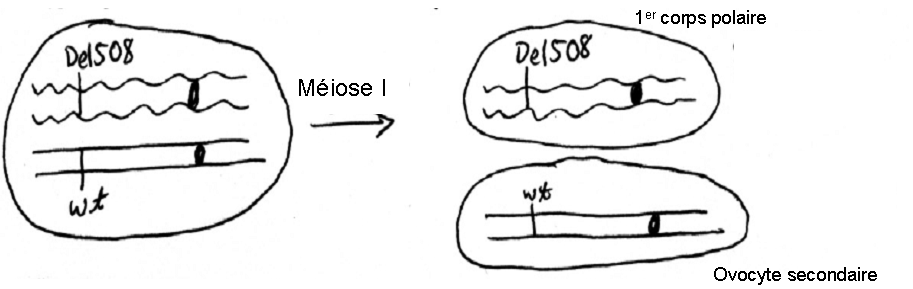 Del508
wt
Méiose I
1er corps polaire
Del508
wt
Ovocyte secondaire